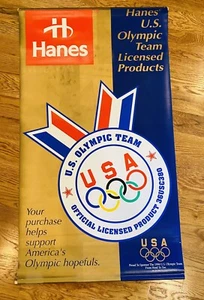 Hanes
Hanes'
U.S.
Olympic
Team
Licensed
Products
U.S. OLYMPIC TEAM
USA
OFFICIAL LICENSED PRODUCT 36USC380
Your
purchase
helps
support
America's
Olympic hopefuls.
USA